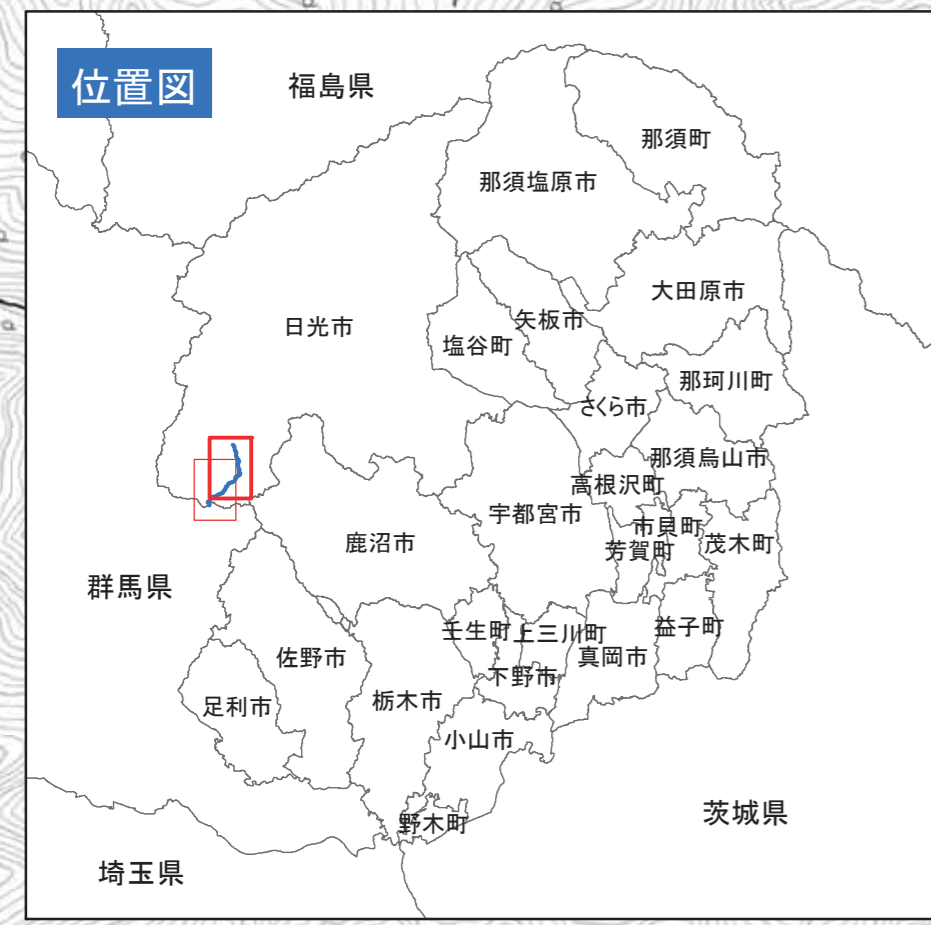 位置図
福島県
那須町
那須塩原市
大田原市
日光市
矢板市
塩谷町
那珂川町
さくら市
那須烏山市
高根沢町
宇都宮市
市貝町
鹿沼市
芳賀町
茂木町
群馬県
壬生町
上三川町
益子町
佐野市
真岡市
下野市
足利市
栃木市
小山市
野木町
茨城県
埼玉県